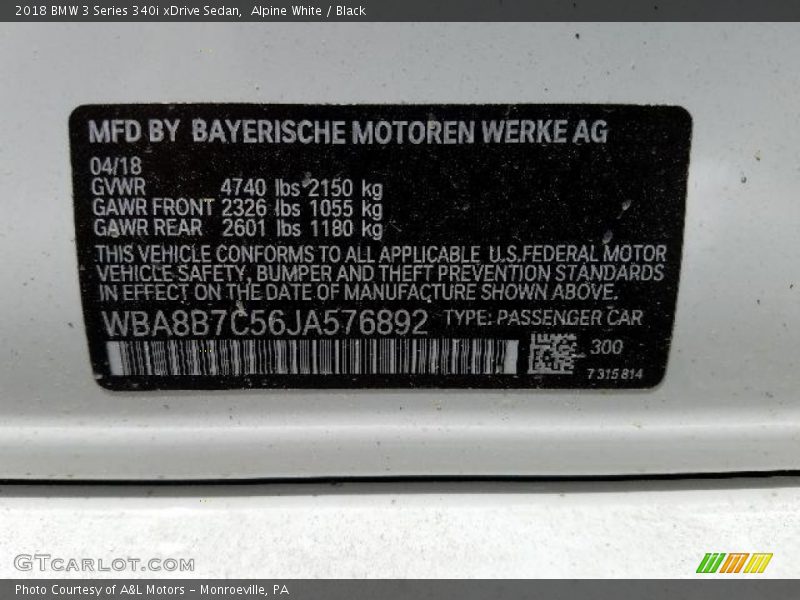 2018 BMW 3 Series 340i xDrive Sedan, Alpine White / Black
MFD BY BAYERISCHE MOTOREN WERKE AG
04/18
GVWR 4740 lbs 2150 kg
GAWR FRONT 2326 lbs 1055 kg
GAWR REAR 2601 lbs 1180 kg
THIS VEHICLE CONFORMS TO ALL APPLICABLE U.S.FEDERAL MOTOR
VEHICLE SAFETY, BUMPER AND THEFT PREVENTION STANDARDS
IN EFFECT ON THE DATE OF MANUFACTURE SHOWN ABOVE.
WBA8B7C56JA576892 TYPE: PASSENGER CAR
300
7 315 814
GTCARLOT.COM
Photo Courtesy of A&L Motors - Monroeville, PA